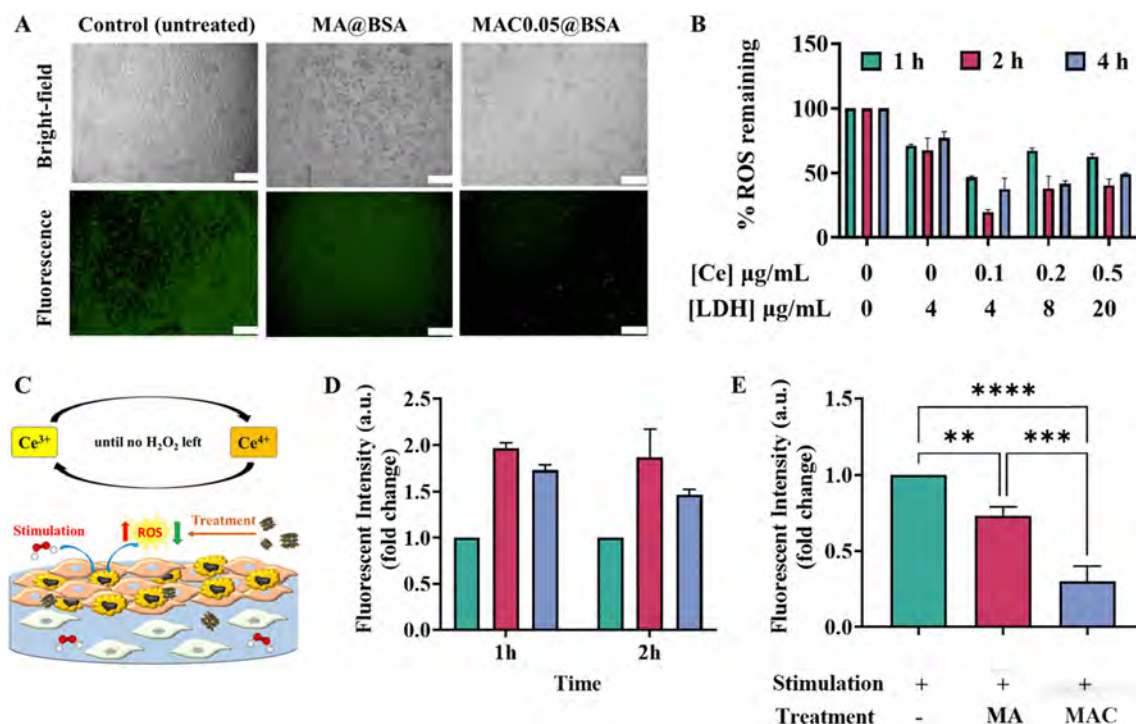 A
Control (untreated)
MA@BSA
MAC0.05@BSA
Bright-field
Fluorescence
B
% ROS remaining
150
100
50
0
1 h
2 h
4 h
[Ce] μg/mL
0
0
0.1
0.2
0.5
[LDH] μg/mL
0
4
4
8
20
C
Ce3+
until no H2O2 left
Ce4+
Stimulation
ROS
Treatment
D
Fluorescent Intensity (a.u.)
(fold change)
2.5
2.0
1.5
1.0
0.5
0.0
1h
2h
Time
E
Fluorescent Intensity (a.u.)
(fold change)
1.5
1.0
0.5
0.0
****
**
***
Stimulation
+
+
+
Treatment
-
MA
MAC